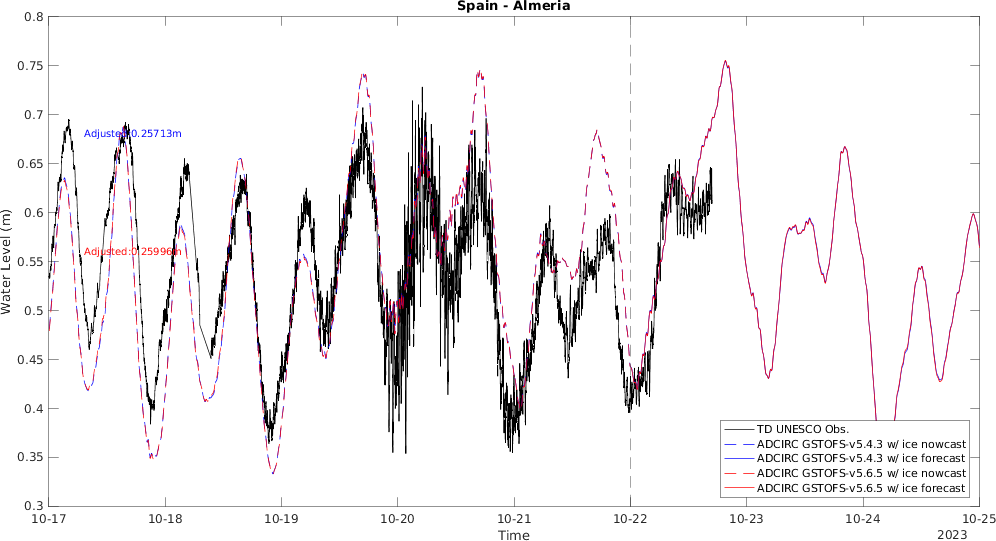 Spain - Almeria
0.8
0.75
0.7
0.65
0.6
0.55
0.5
0.45
0.4
0.35
0.3
Water Level (m)
Adjusted:0.25713m
Adjusted:0.25996m
TD UNESCO Obs.
ADCIRC GSTOFS-v5.4.3 w/ ice nowcast
ADCIRC GSTOFS-v5.4.3 w/ ice forecast
ADCIRC GSTOFS-v5.6.5 w/ ice nowcast
ADCIRC GSTOFS-v5.6.5 w/ ice forecast
10-17 10-18 10-19 10-20 10-21 10-22 10-23 10-24 10-25
Time
2023